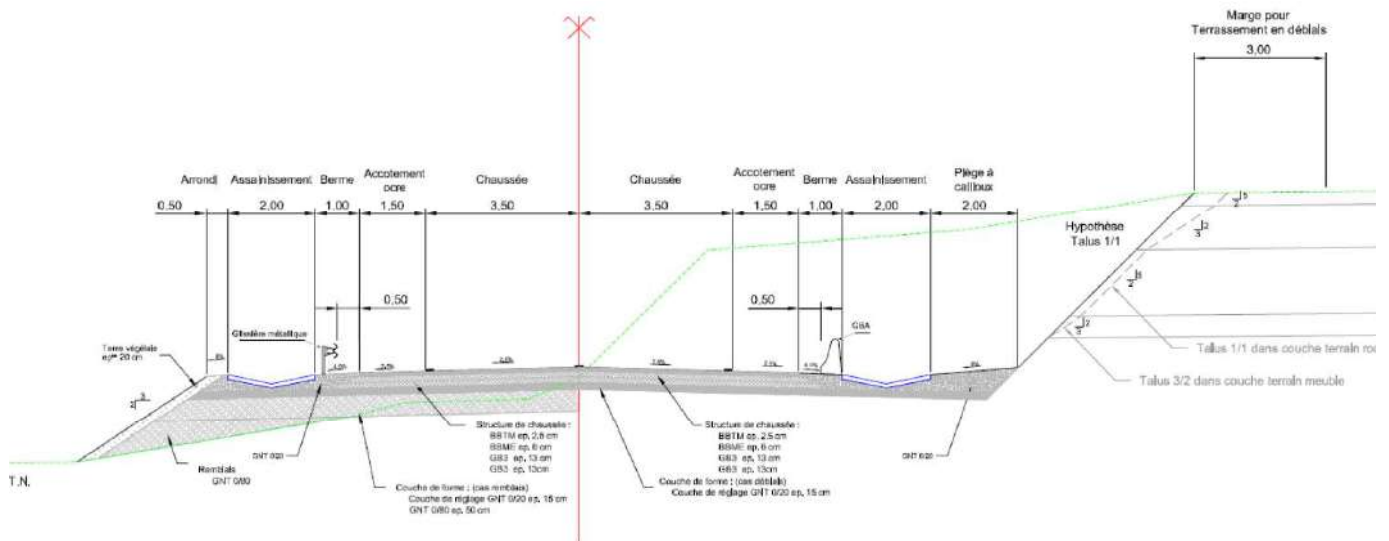 Marge pour
Terrassement en déblais
3,00
Arrondi Assainissement Berme Accotement ocre Chaussée Chaussée Accotement ocre Berme Assainissement Piège à cailloux
0,50 2,00 1,00 1,50 3,50 3,50 1,50 1,00 2,00 2,00
Hypothèse
Talus 1/1
0,50
0,50
Glissière métallique
GBA
Terre végétale
ep** 20 cm
Talus 1/1 dans couche terrain roc
Talus 3/2 dans couche terrain meuble
Structure de chaussée :
BBTM ep. 2,5 cm
BBME ep. 6 cm
GB3 ep. 13 cm
GB3 ep. 13cm
Structure de chaussée :
BBTM ep. 2,5 cm
BBME ep. 6 cm
GB3 ep. 13 cm
GB3 ep. 13cm
GNT 0/20
GNT 0/20
Remblais
GNT 0/80
T.N.
Couche de forme : (cas remblais)
Couche de réglage GNT 0/20 ep. 15 cm
GNT 0/80 ep. 50 cm
Couche de forme : (cas déblais)
Couche de réglage GNT 0/20 ep. 15 cm